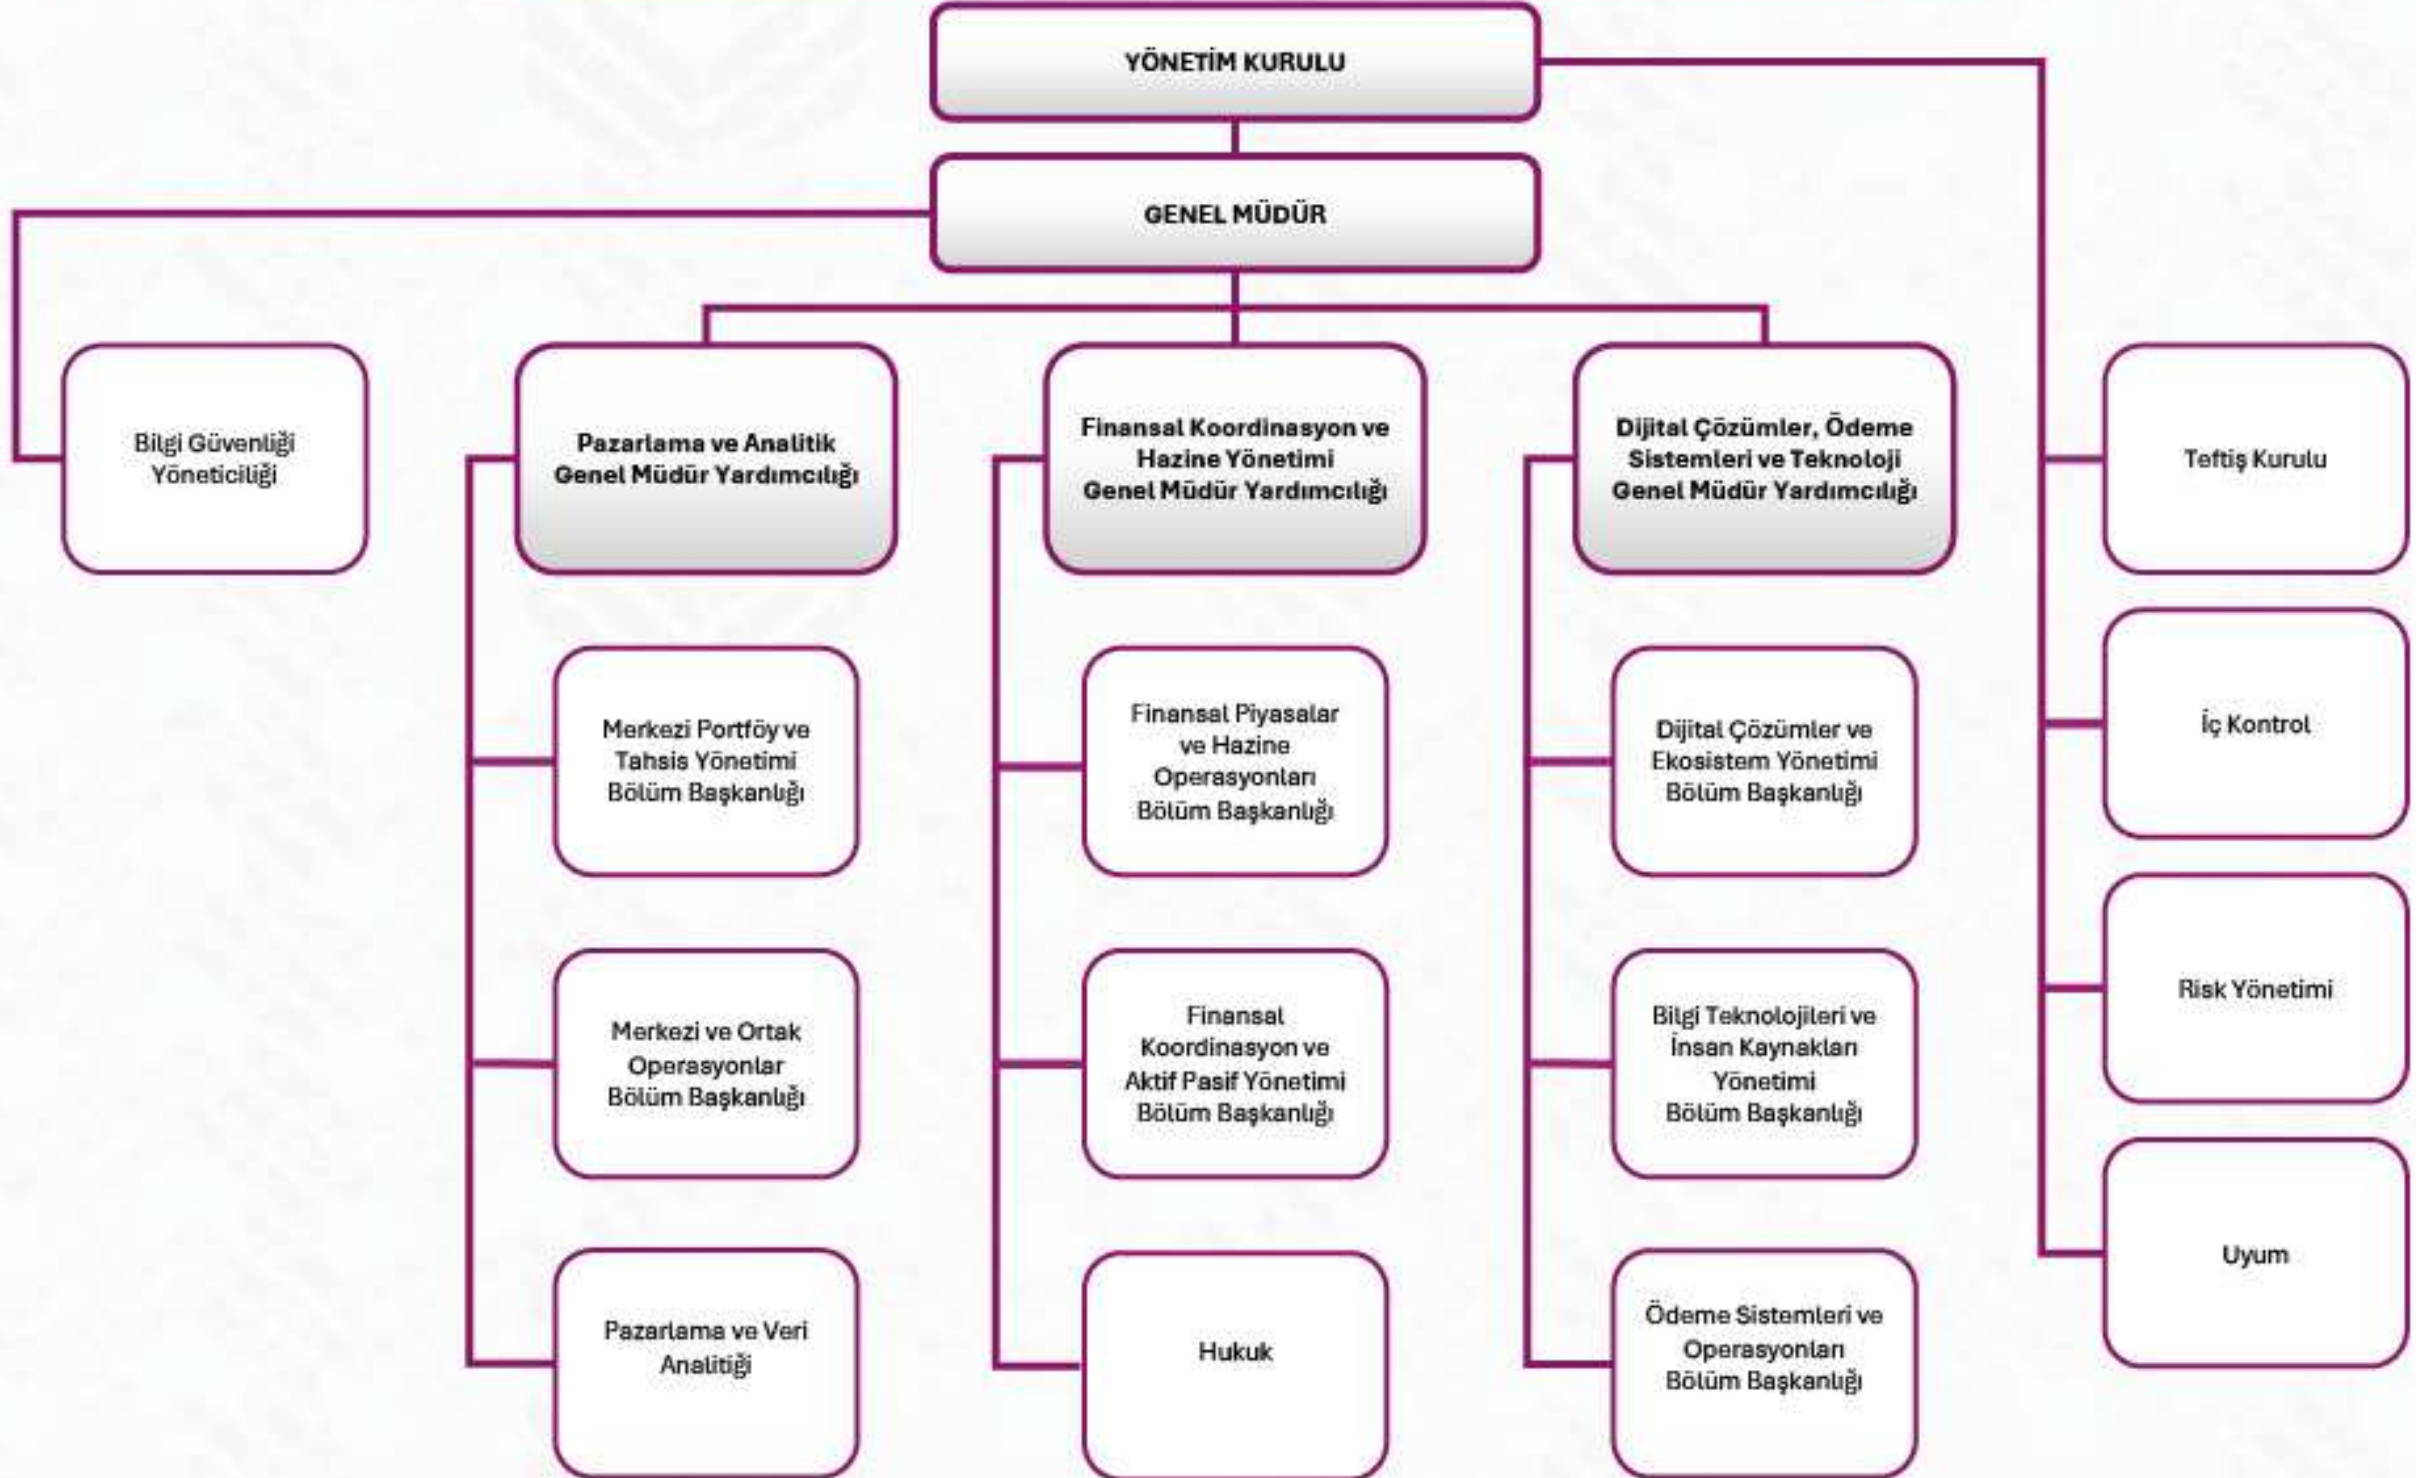 YÖNETİM KURULU
GENEL MÜDÜR
Bilgi Güvenliği
Yöneticiliği
Pazarlama ve Analitik
Genel Müdür Yardımcılığı
Finansal Koordinasyon ve
Hazine Yönetimi
Genel Müdür Yardımcılığı
Dijital Çözümler, Ödeme
Sistemleri ve Teknoloji
Genel Müdür Yardımcılığı
Teftiş Kurulu
Merkezi Portföy ve
Tahsis Yönetimi
Bölüm Başkanlığı
Finansal Piyasalar
ve Hazine
Operasyonları
Bölüm Başkanlığı
Dijital Çözümler ve
Ekosistem Yönetimi
Bölüm Başkanlığı
İç Kontrol
Merkezi ve Ortak
Operasyonlar
Bölüm Başkanlığı
Finansal
Koordinasyon ve
Aktif Pasif Yönetimi
Bölüm Başkanlığı
Bilgi Teknolojileri ve
İnsan Kaynakları
Yönetimi
Bölüm Başkanlığı
Risk Yönetimi
Pazarlama ve Veri
Analitiği
Hukuk
Ödeme Sistemleri ve
Operasyonları
Bölüm Başkanlığı
Uyum